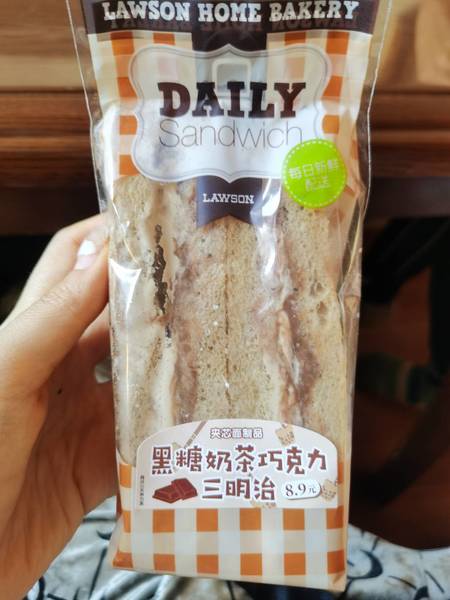 LAWSON HOME BAKERY
DAILY
Sandwich
每日新鲜
配送
LAWSON
夹芯面制品
黑糖奶茶巧克力
三明治 8.9元